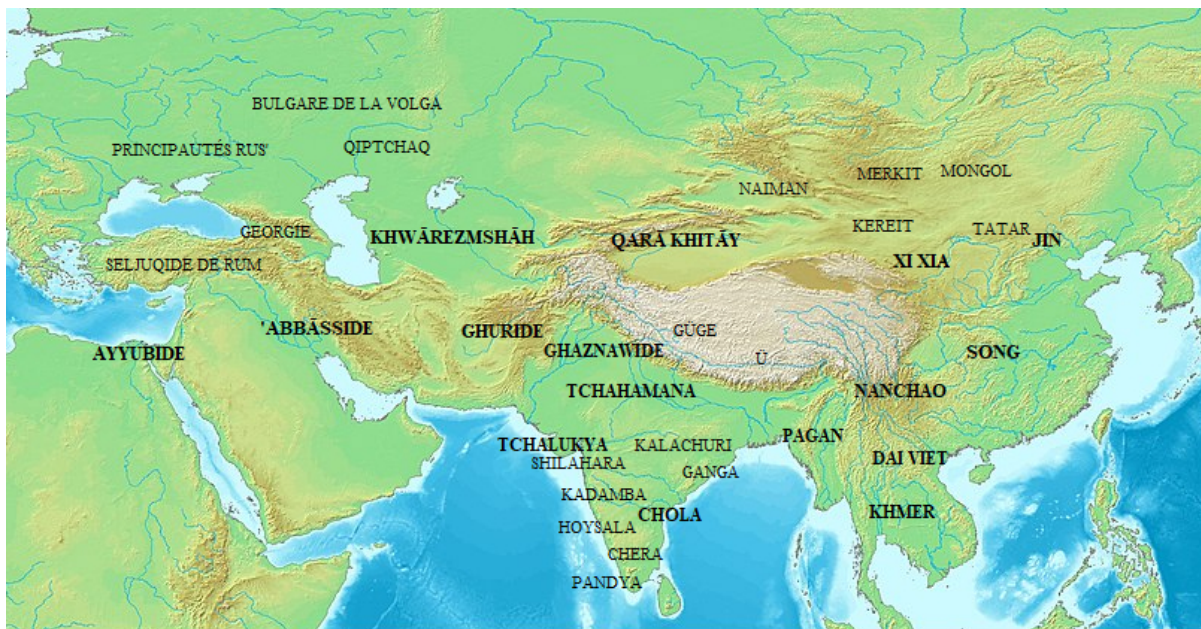 BULGARE DE LA VOLGA
PRINCIPAUTÉS RUS'
QIPTCHAQ
MERKIT
MONGOL
NAIMAN
GEORGIE
KHWĀREZMSHĀH
QARĀ KHITĀY
KEREIT
TATAR
JIN
SELJUQIDE DE RUM
XI XIA
'ABBĀSSIDE
GHURIDE
GÜGE
AYYUBIDE
GHAZNAWIDE
Ü
SONG
TCHAHAMANA
NANCHAO
TCHALUKYA
KALACHURI
PAGAN
SHILAHARA
GANGA
DAI VIET
KADAMBA
CHOLA
KHMER
HOYSALA
CHERA
PANDYA